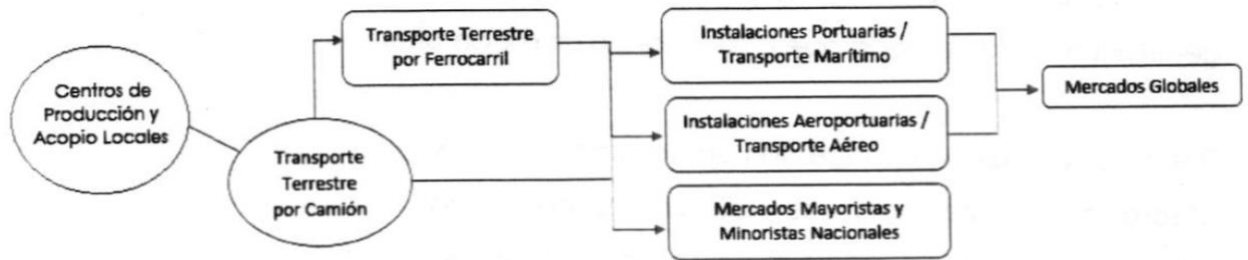 Centros de
Producción y
Acopio Locales
Transporte
Terrestre
por Camión
Transporte Terrestre
por Ferrocarril
Instalaciones Portuarias /
Transporte Marítimo
Instalaciones Aeroportuarias /
Transporte Aéreo
Mercados Mayoristas y
Minoristas Nacionales
Mercados Globales